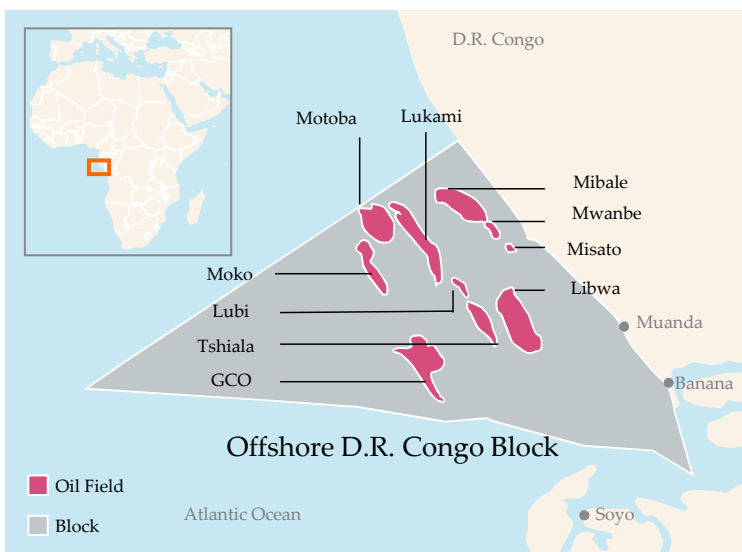 D.R. Congo
Motoba
Lukami
Mibale
Mwanbe
Misato
Moko
Libwa
Lubi
Muanda
Tshiala
GCO
Banana
Offshore D.R. Congo Block
Oil Field
Atlantic Ocean
Soyo
Block